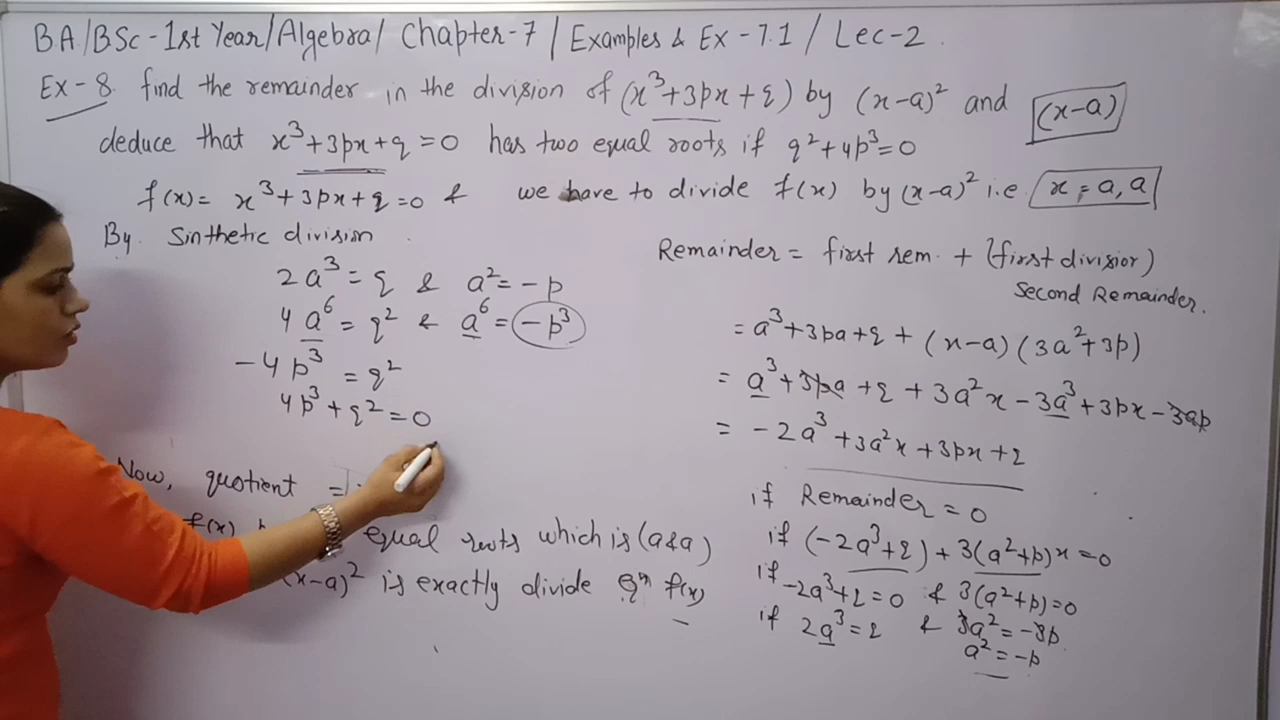 BA/BSc-1st Year/Algebra/ Chapter-7 / Examples & Ex-7.1 / Lec-2
Ex-8. find the remainder in the division of (x³+3px+q) by (x-a)² and
(x-a)
deduce that x³+3px+q=0 has two equal roots if q²+4p³=0
f(x)= x³+3px+q=0 & we have to divide f(x) by (x-a)² i.e. x=a,a
By Sinthetic division
2a³=q & a²=-p
4a⁶=q² & a⁶=-p³
-4p³=q²
4p³+q²=0
Now, quotient =
f(x) equal roots which is (a&a)
(x-a)² is exactly divide Eqⁿ f(x)
Remainder = first rem. + (first divisior)
Second Remainder.
= a³+3pa+q + (x-a)(3a²+3p)
= a³+3pa+q+3a²x-3a³+3px-3ap
= -2a³+3a²x+3px+q
if Remainder=0
if (-2a³+q)+3(a²+p)x=0
if -2a³+q=0 & 3(a²+p)=0
if 2a³=q & 3a²=-3p
a²=-p